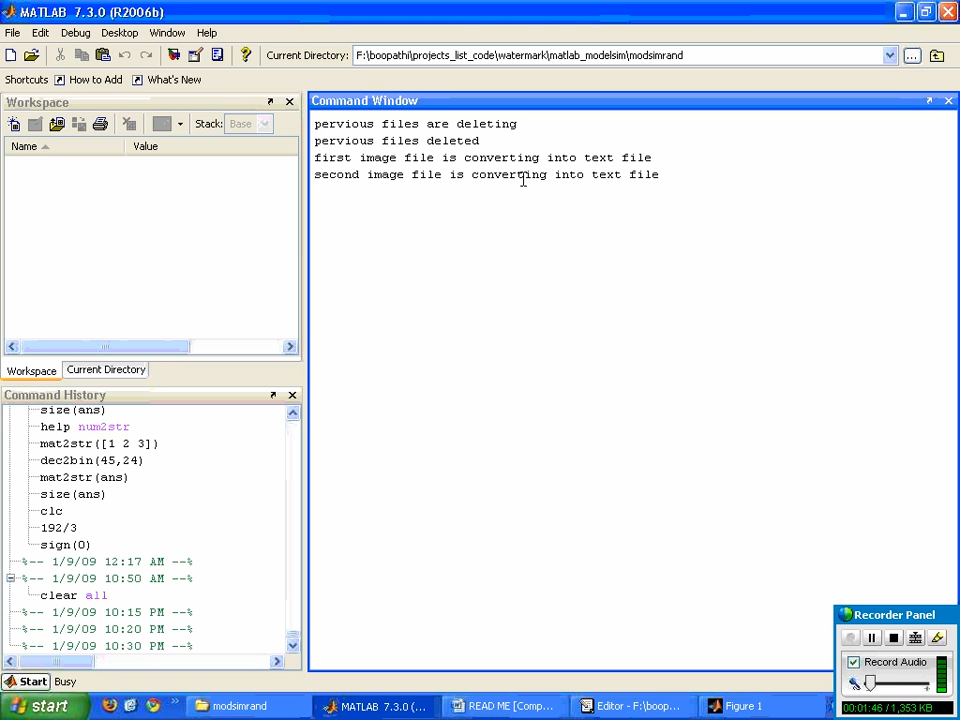 MATLAB 7.3.0 (R2006b)
File Edit Debug Desktop Window Help
Current Directory: F:\boopathi\projects_list_code\watermark\matlab_modelsim\modsimrand
Shortcuts How to Add What's New
Workspace
Stack: Base
Name Value
Workspace Current Directory
Command History
size(ans)
help num2str
mat2str([1 2 3])
dec2bin(45,24)
mat2str(ans)
size(ans)
clc
192/3
sign(0)
%-- 1/9/09 12:17 AM --%
%-- 1/9/09 10:50 AM --%
clear all
%-- 1/9/09 10:15 PM --%
%-- 1/9/09 10:20 PM --%
%-- 1/9/09 10:30 PM --%
Command Window
pervious files are deleting
pervious files deleted
first image file is converting into text file
second image file is converting into text file
Recorder Panel
Record Audio
00:01:46 / 1,353 KB
Start Busy
start modsimrand MATLAB 7.3.0 (... READ ME [Comp... Editor - F:\boop... Figure 1